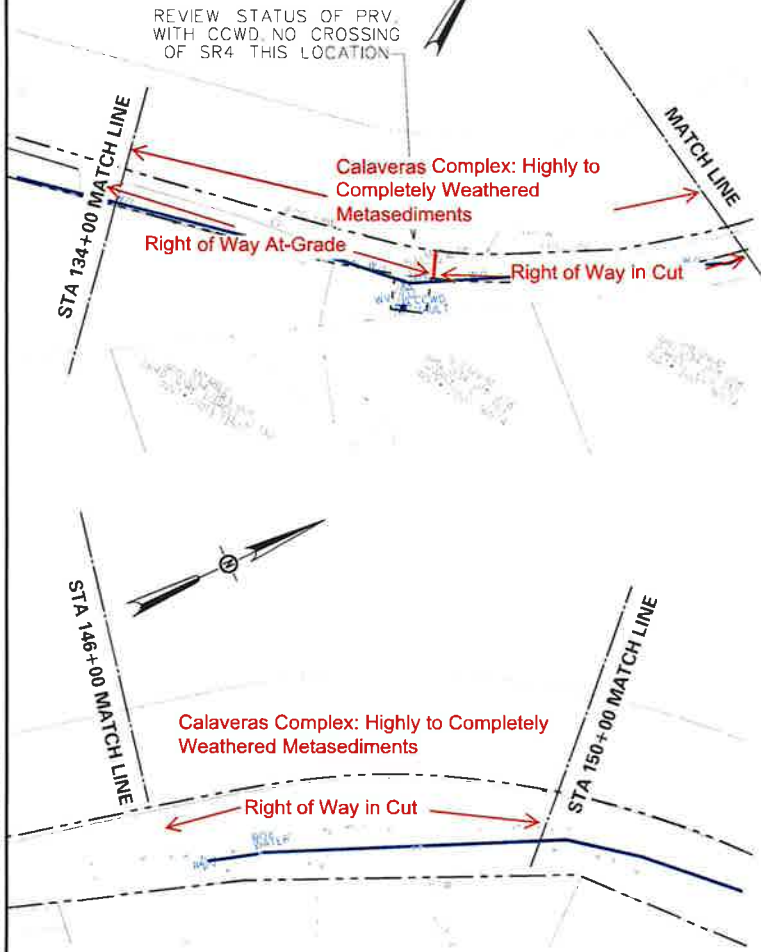 REVIEW STATUS OF PRV
WITH CCWD. NO CROSSING
OF SR4 THIS LOCATION
STA 134+00 MATCH LINE
MATCH LINE
Calaveras Complex: Highly to
Completely Weathered
Metasediments
Right of Way At-Grade
Right of Way in Cut
STA 146+00 MATCH LINE
N
STA 150+00 MATCH LINE
Calaveras Complex: Highly to Completely
Weathered Metasediments
Right of Way in Cut